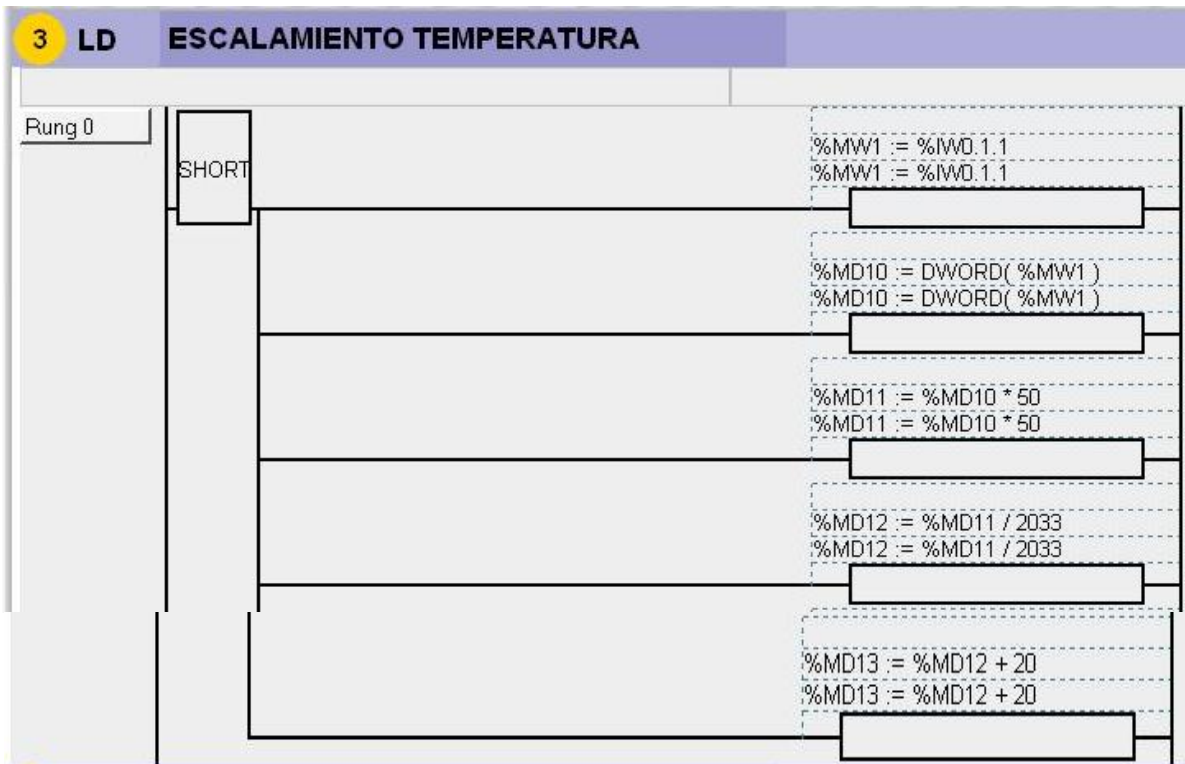 3 LD ESCALAMIENTO TEMPERATURA
Rung 0
SHORT
%MW1 := %IW0.1.1
%MW1 := %IW0.1.1
%MD10 := DWORD( %MW1 )
%MD10 := DWORD( %MW1 )
%MD11 := %MD10 * 50
%MD11 := %MD10 * 50
%MD12 := %MD11 / 2033
%MD12 := %MD11 / 2033
%MD13 := %MD12 + 20
%MD13 := %MD12 + 20